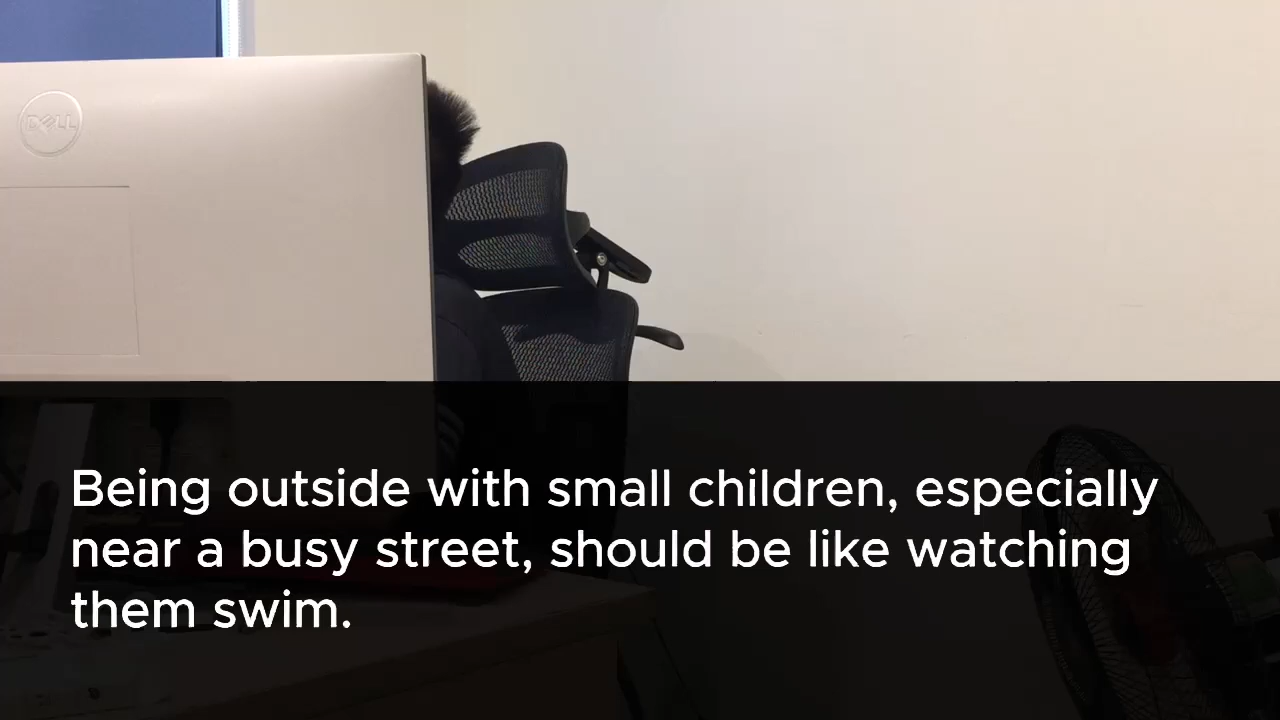 DELL
Being outside with small children, especially
near a busy street, should be like watching
them swim.